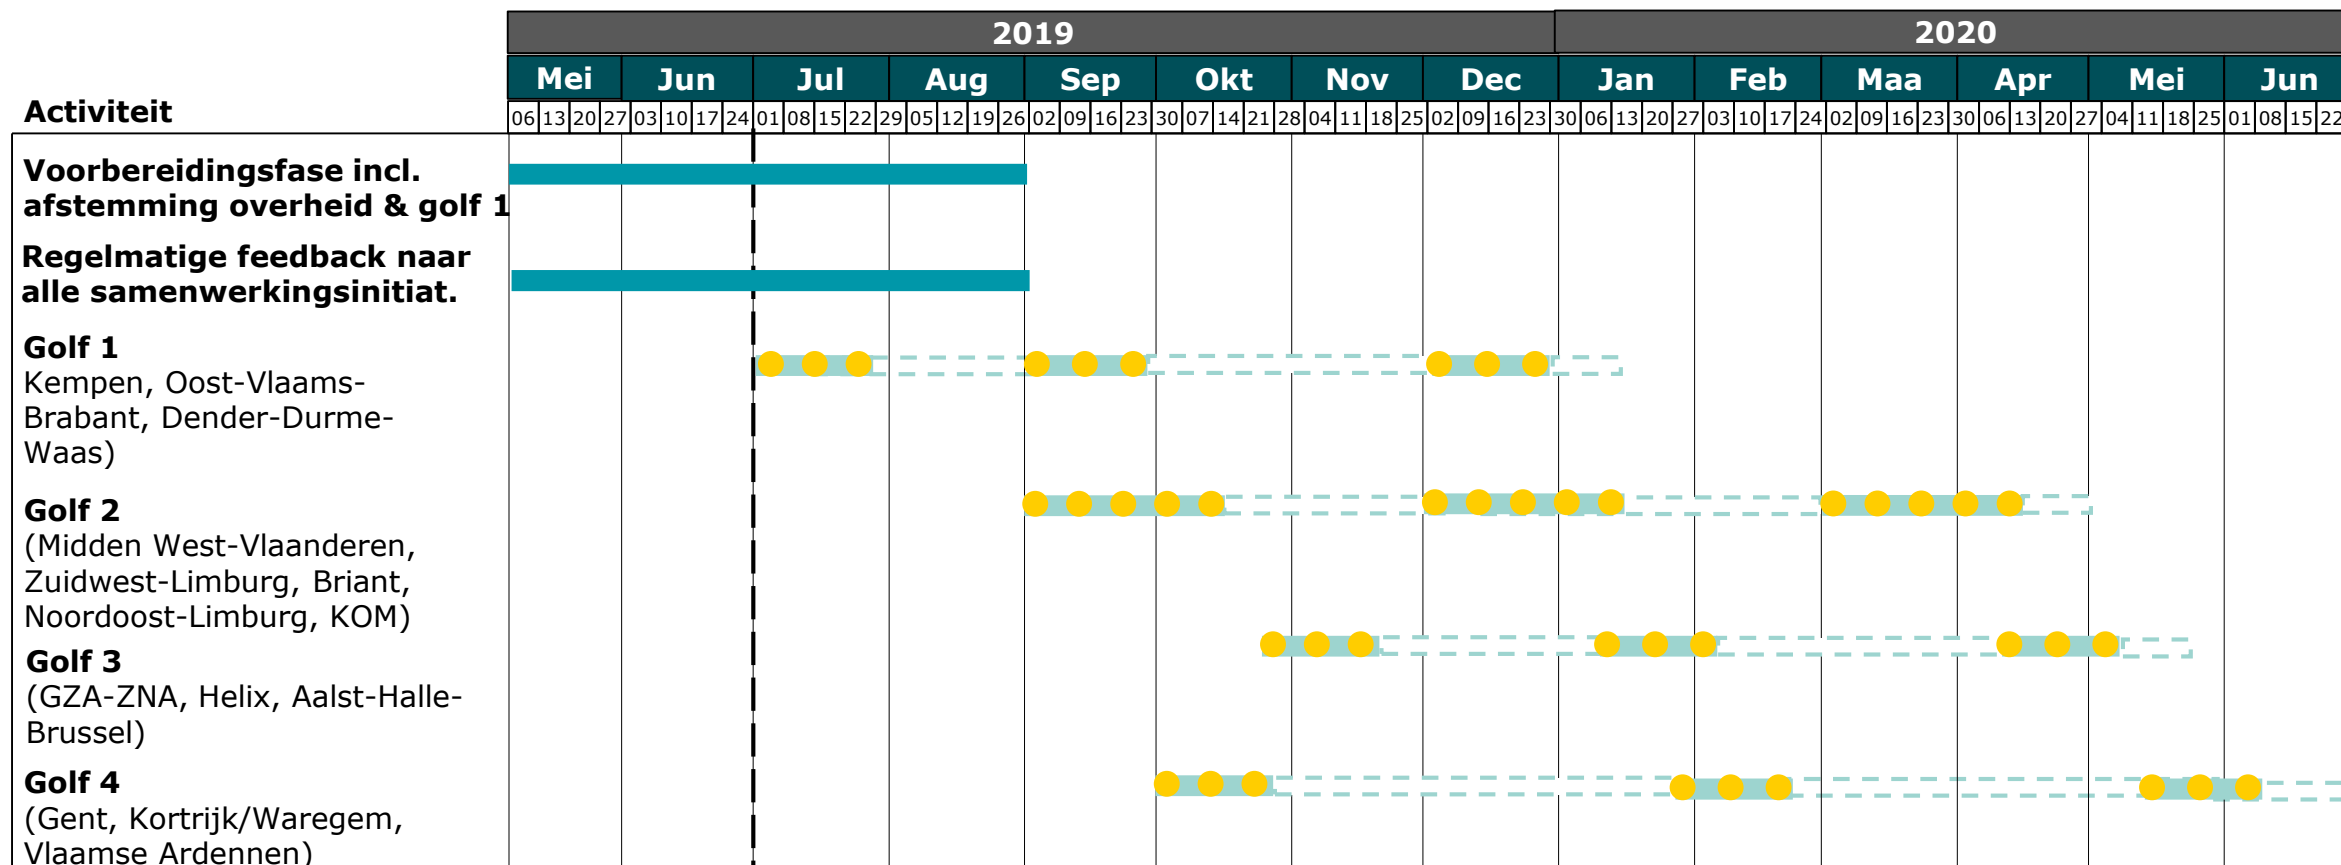 2019 2020
Mei Jun Jul Aug Sep Okt Nov Dec Jan Feb Maa Apr Mei Jun
Activiteit
06 13 20 27 03 10 17 24 01 08 15 22 29 05 12 19 26 02 09 16 23 30 07 14 21 28 04 11 18 25 02 09 16 23 30 06 13 20 27 03 10 17 24 02 09 16 23 30 06 13 20 27 04 11 18 25 01 08 15 22
Voorbereidingsfase incl.
afstemming overheid & golf 1
Regelmatige feedback naar
alle samenwerkingsinitiat.
Golf 1
Kempen, Oost-Vlaams-
Brabant, Dender-Durme-
Waas)
Golf 2
(Midden West-Vlaanderen,
Zuidwest-Limburg, Briant,
Noordoost-Limburg, KOM)
Golf 3
(GZA-ZNA, Helix, Aalst-Halle-
Brussel)
Golf 4
(Gent, Kortrijk/Waregem,
Vlaamse Ardennen)